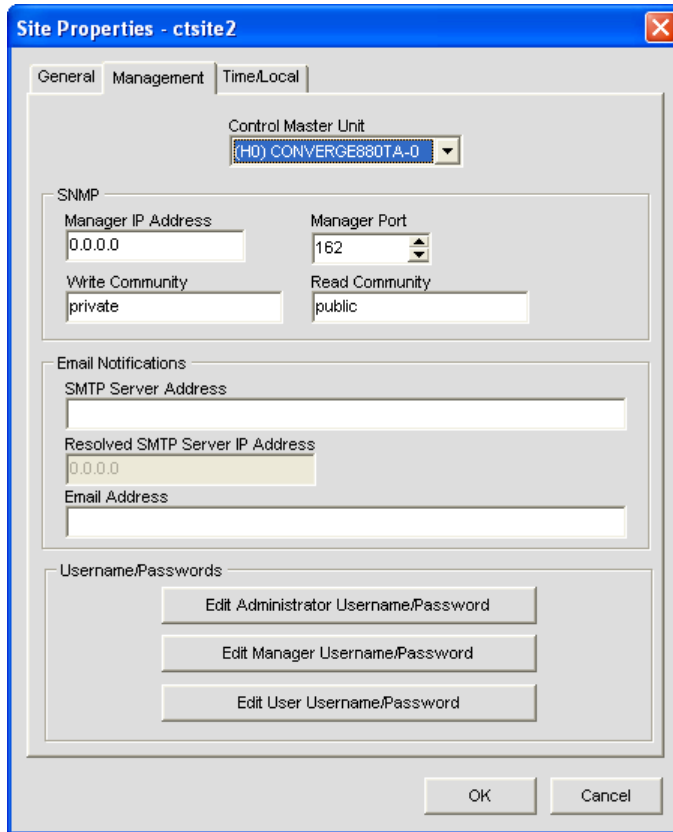 Site Properties - ctsite2
General Management Time/Local
Control Master Unit
(H0) CONVERGE880TA-0
SNMP
Manager IP Address Manager Port
0.0.0.0 162
Write Community Read Community
private public
Email Notifications
SMTP Server Address
Resolved SMTP Server IP Address
0.0.0.0
Email Address
Username/Passwords
Edit Administrator Username/Password
Edit Manager Username/Password
Edit User Username/Password
OK Cancel